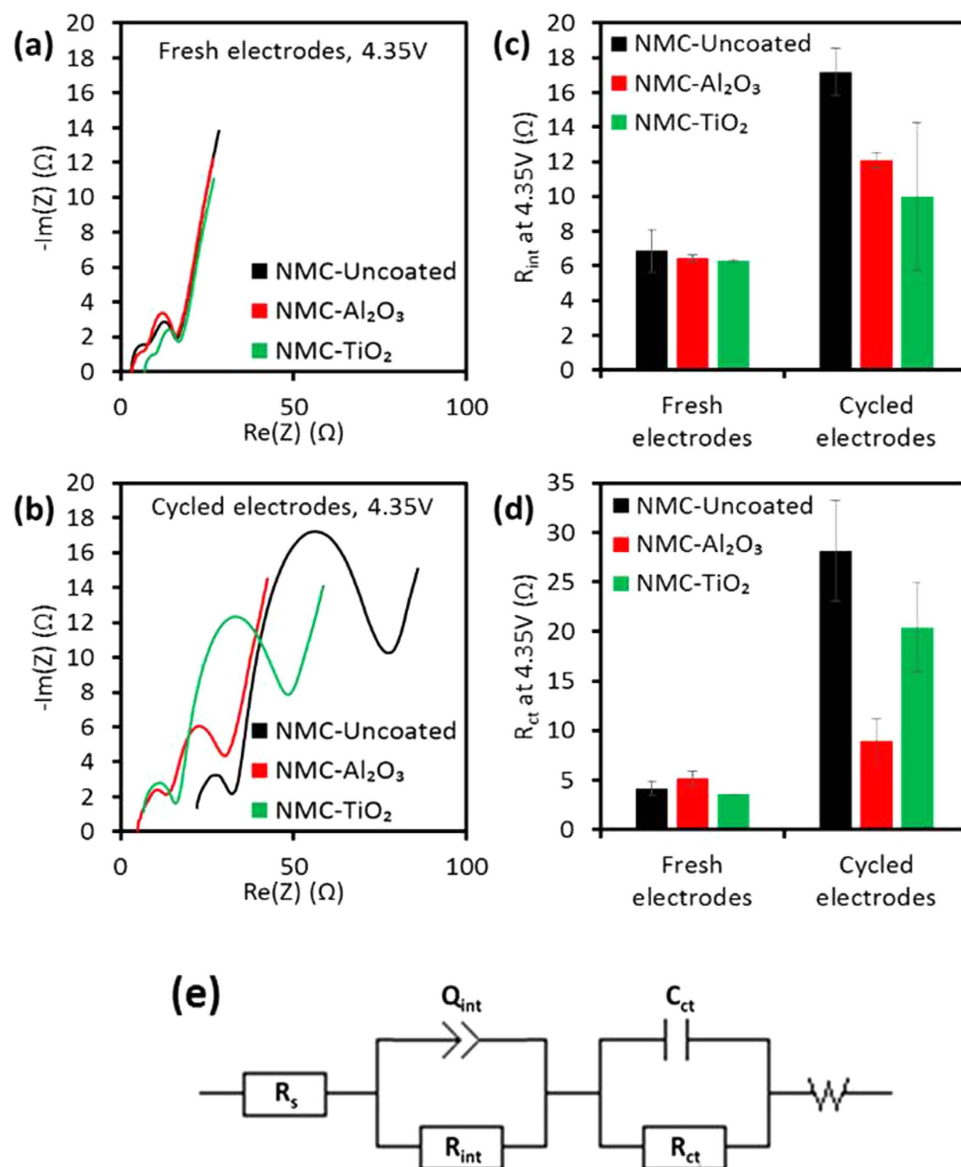 (a)
Fresh electrodes, 4.35V
20
18
16
14
12
10
8
6
4
2
0
-Im(Z) (Ω)
NMC-Uncoated
NMC-Al₂O₃
NMC-TiO₂
0
50
100
Re(Z) (Ω)
(c)
NMC-Uncoated
NMC-Al₂O₃
NMC-TiO₂
20
18
16
14
12
10
8
6
4
2
0
R_int at 4.35V (Ω)
Fresh
electrodes
Cycled
electrodes
(b)
Cycled electrodes, 4.35V
20
18
16
14
12
10
8
6
4
2
0
-Im(Z) (Ω)
NMC-Uncoated
NMC-Al₂O₃
NMC-TiO₂
0
50
100
Re(Z) (Ω)
(d)
NMC-Uncoated
NMC-Al₂O₃
NMC-TiO₂
35
30
25
20
15
10
5
0
R_ct at 4.35V (Ω)
Fresh
electrodes
Cycled
electrodes
(e)
Q_int
C_ct
R_s
R_int
R_ct
W